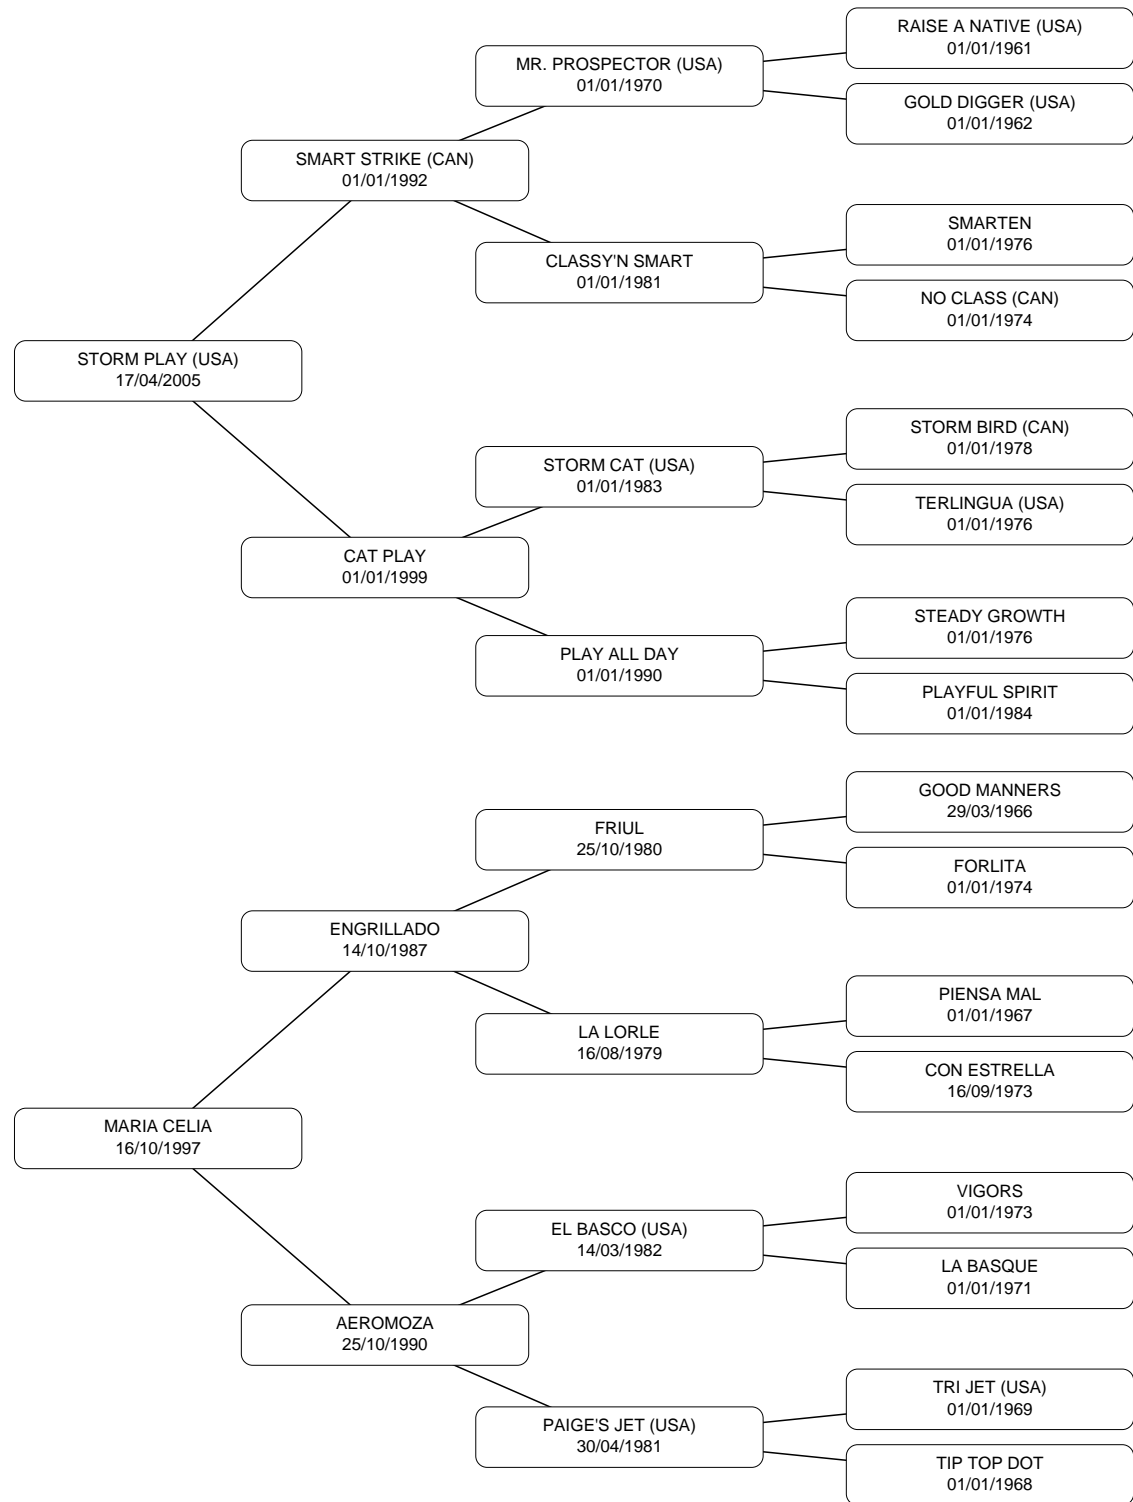 RAISE A NATIVE (USA)
01/01/1961
MR. PROSPECTOR (USA)
01/01/1970
GOLD DIGGER (USA)
01/01/1962
SMART STRIKE (CAN)
01/01/1992
SMARTEN
01/01/1976
CLASSY'N SMART
01/01/1981
NO CLASS (CAN)
01/01/1974
STORM PLAY (USA)
17/04/2005
STORM BIRD (CAN)
01/01/1978
STORM CAT (USA)
01/01/1983
TERLINGUA (USA)
01/01/1976
CAT PLAY
01/01/1999
STEADY GROWTH
01/01/1976
PLAY ALL DAY
01/01/1990
PLAYFUL SPIRIT
01/01/1984
GOOD MANNERS
29/03/1966
FRIUL
25/10/1980
FORLITA
01/01/1974
ENGRILLADO
14/10/1987
PIENSA MAL
01/01/1967
LA LORLE
16/08/1979
CON ESTRELLA
16/09/1973
MARIA CELIA
16/10/1997
VIGORS
01/01/1973
EL BASCO (USA)
14/03/1982
LA BASQUE
01/01/1971
AEROMOZA
25/10/1990
TRI JET (USA)
01/01/1969
PAIGE'S JET (USA)
30/04/1981
TIP TOP DOT
01/01/1968